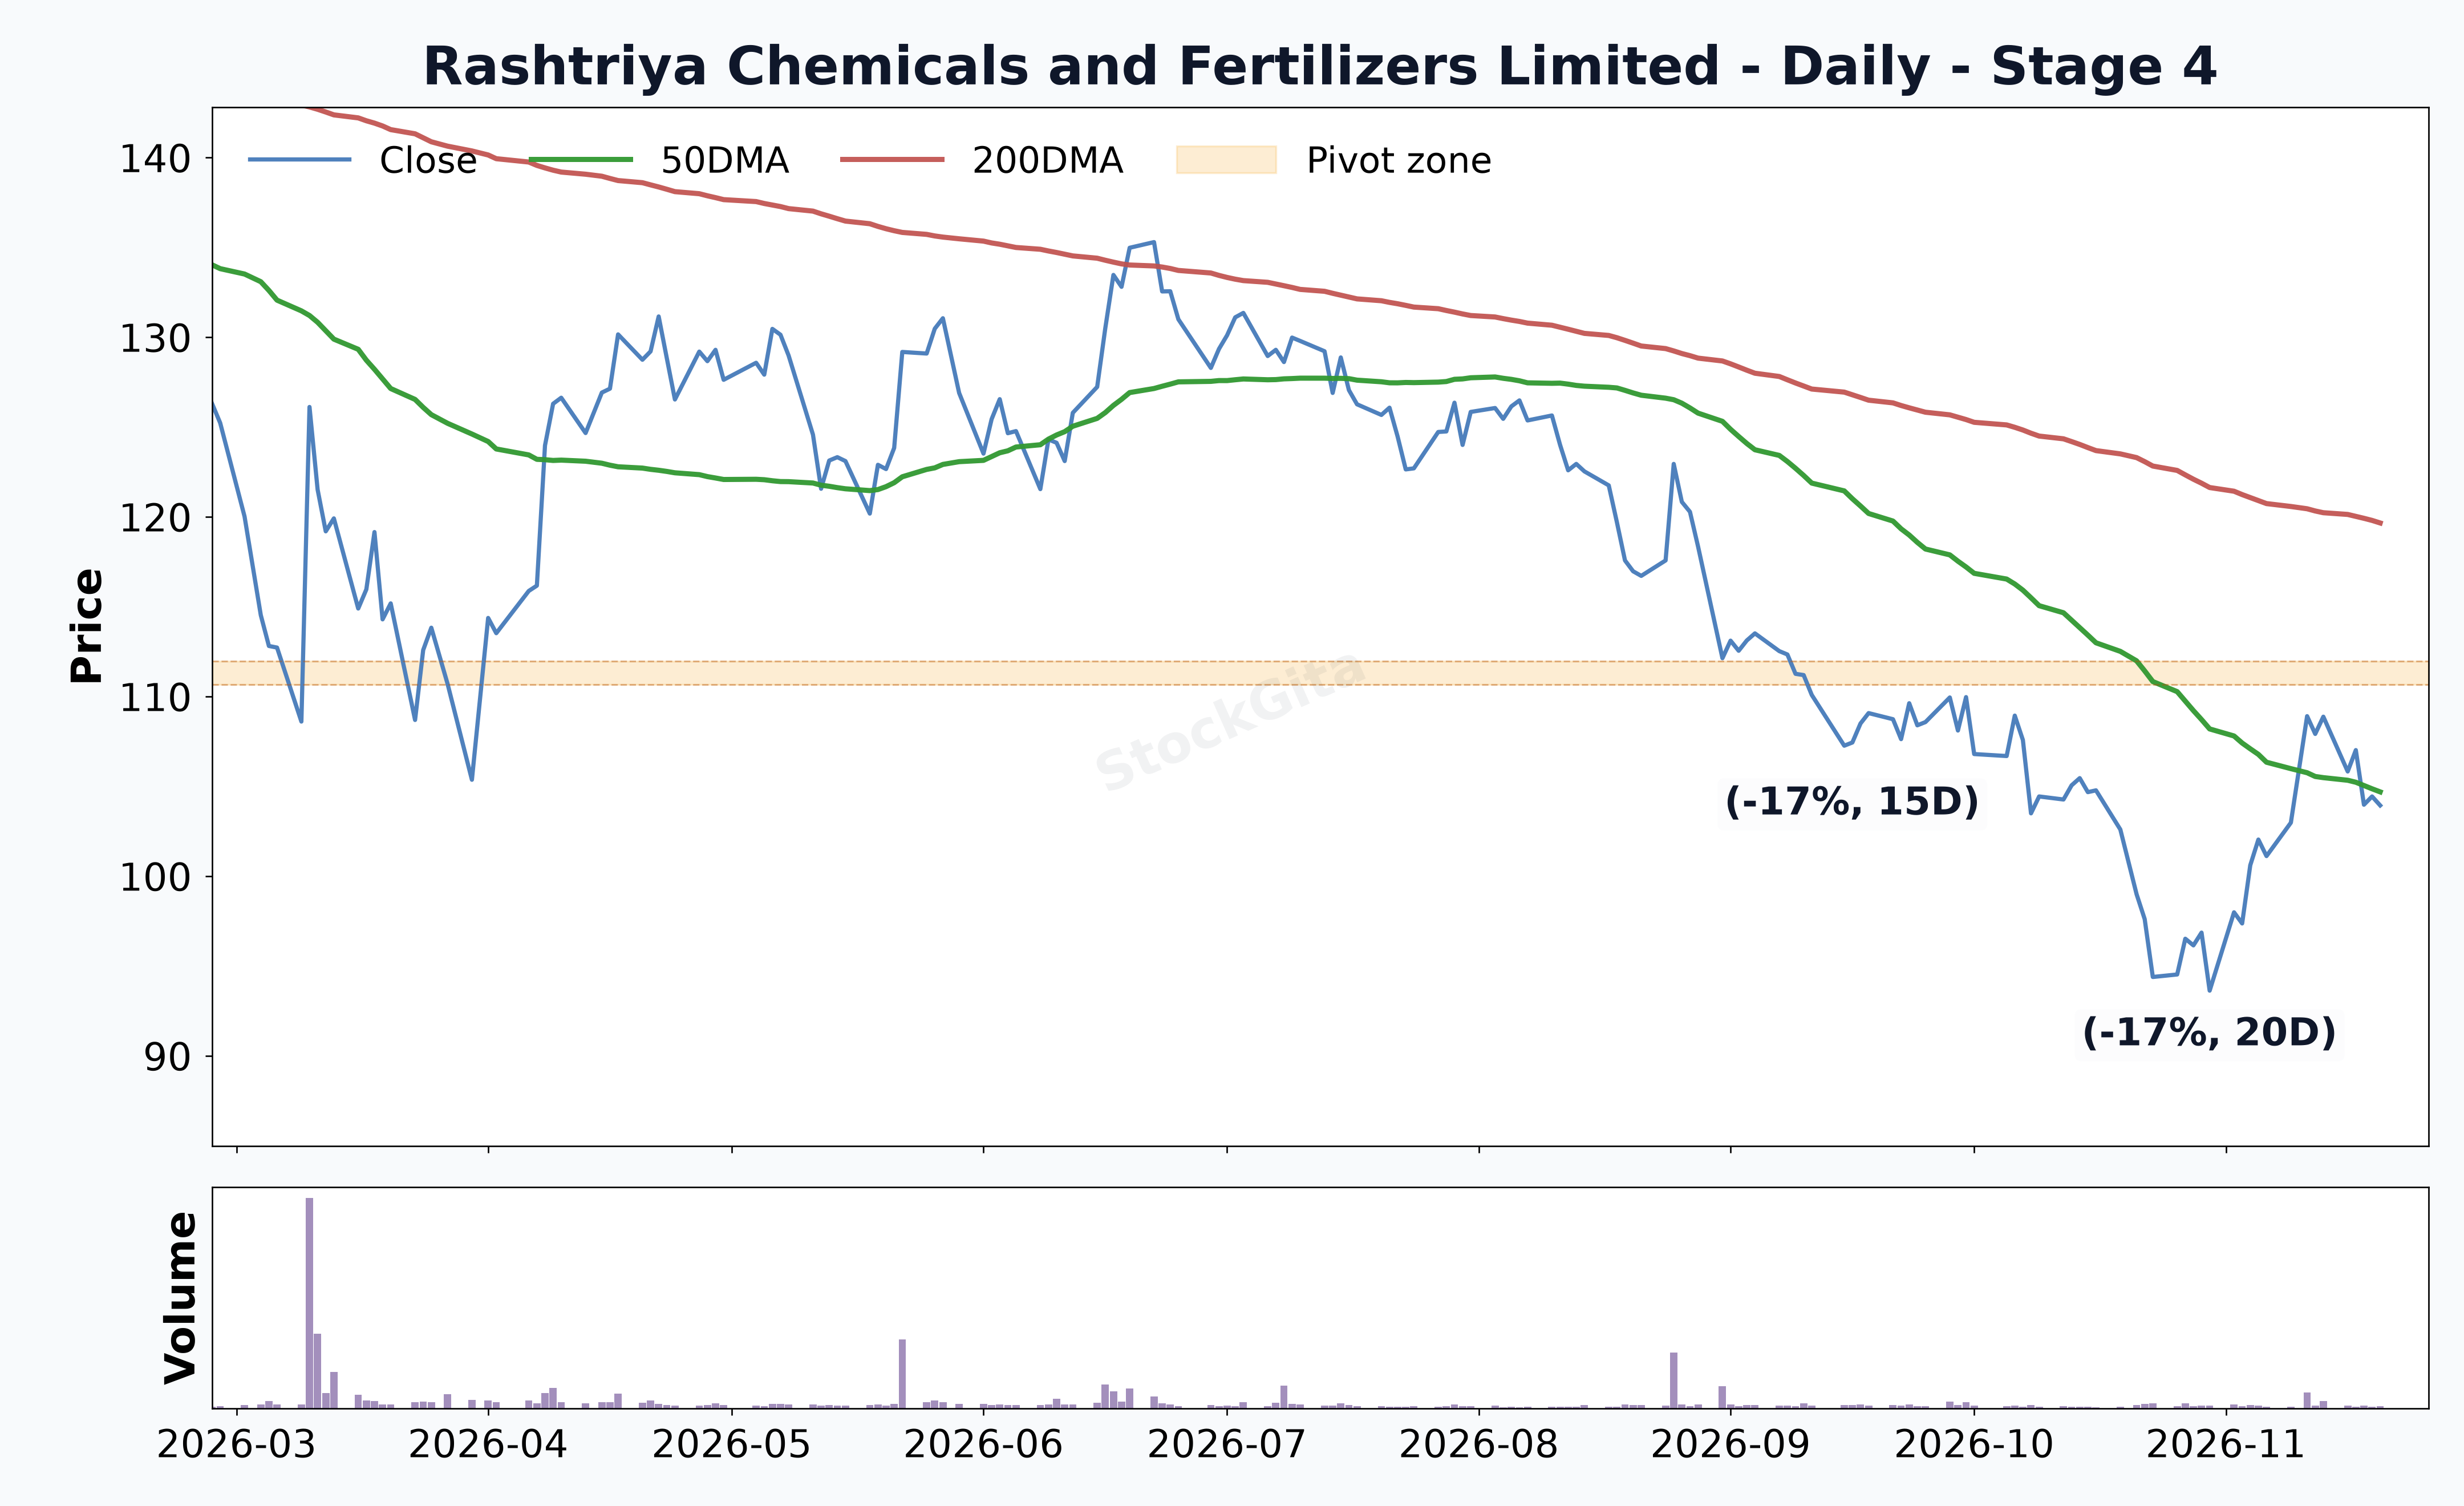 Rashtriya Chemicals and Fertilizers Limited - Daily - Stage 4
Close 50DMA 200DMA Pivot zone
140
130
120
110
100
90
Price
StockGita
(-17%, 15D)
(-17%, 20D)
Volume
2026-03 2026-04 2026-05 2026-06 2026-07 2026-08 2026-09 2026-10 2026-11